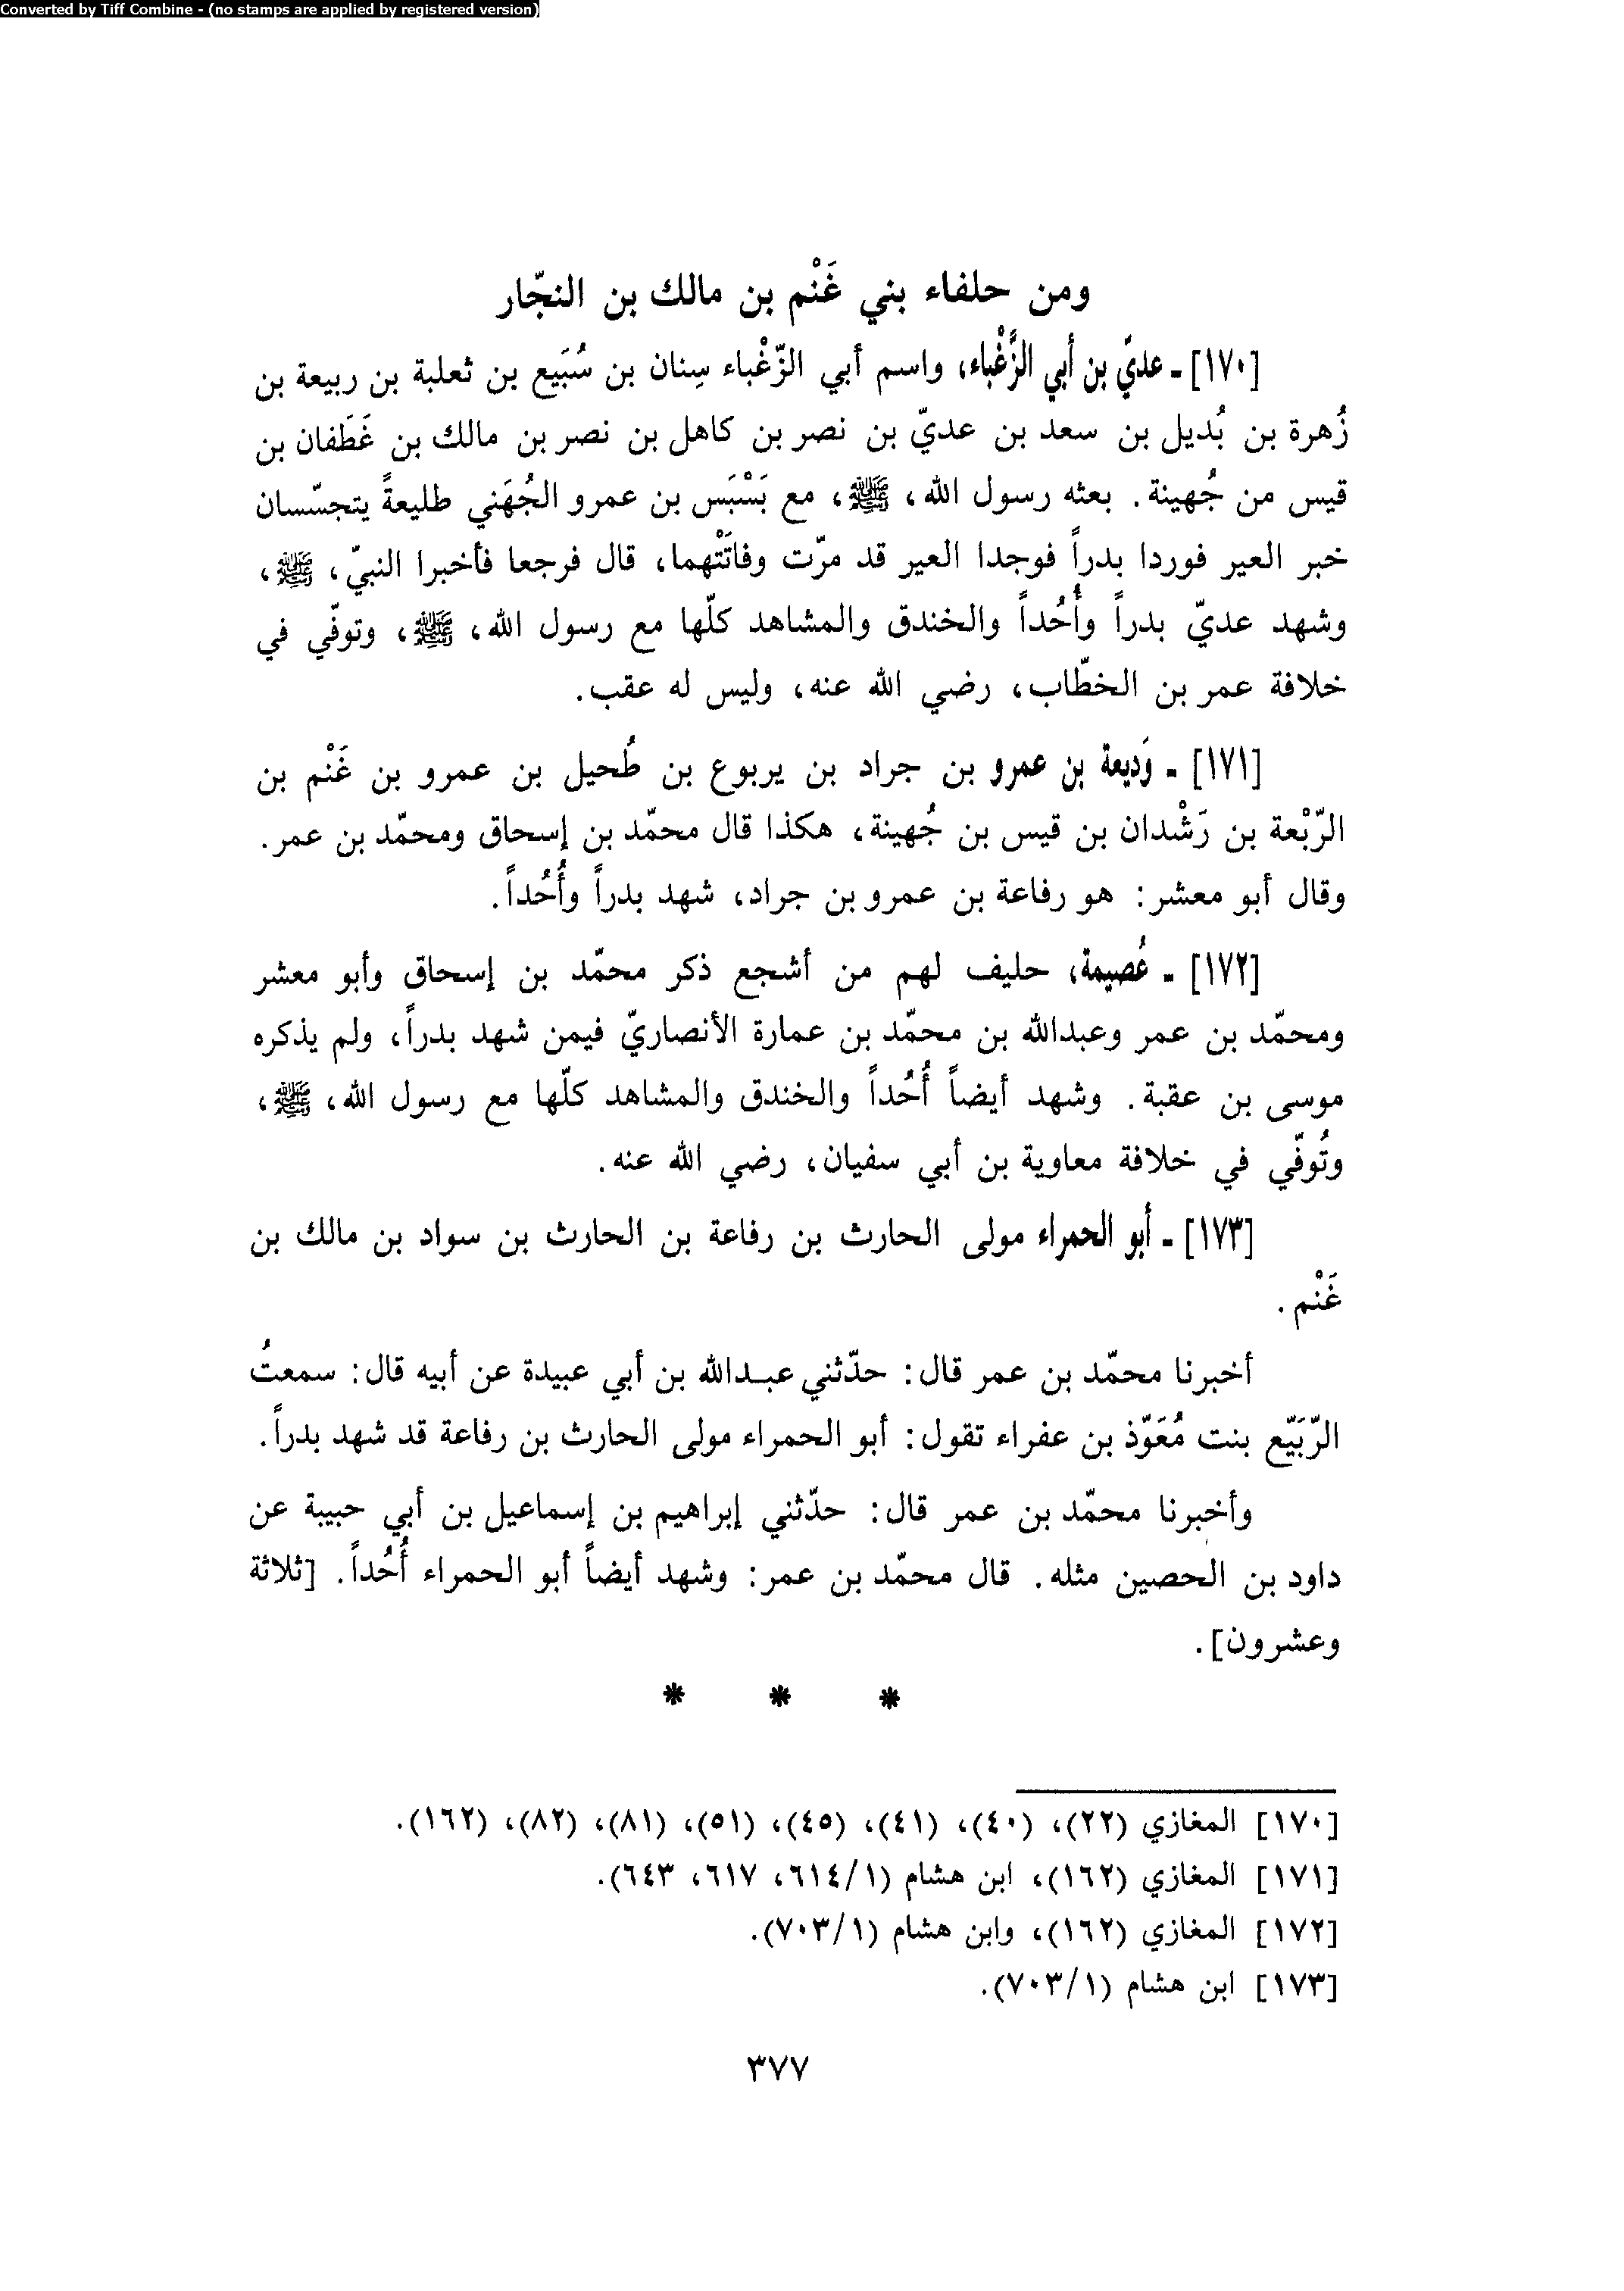 Converted by Tiff Combine - (no stamps are applied by registered version)
ومن حلفاء بني غَنْم بن مالك بن النجّار
[١٧٠] ـ عديّ بن أبي الزَّغْباء، واسم أبي الزّغْباء سِنان بن سُبَيع بن ثعلبة بن ربيعة بن
زُهرة بن بُديل بن سعد بن عديّ بن نصر بن كاهل بن نصر بن مالك بن غَطَفان بن
قيس من جُهينة. بعثه رسول الله، ﷺ، مع بَسْبَس بن عمرو الجُهَني طليعةً يتجسّسان
خبر العير فوردا بدراً فوجدا العير قد مرّت وفاتَتْهما، قال فرجعا فأخبرا النبيّ، ﷺ،
وشهد عديّ بدراً وأُحُداً والخندق والمشاهد كلّها مع رسول الله، ﷺ، وتوفّي في
خلافة عمر بن الخطّاب، رضي الله عنه، وليس له عقب.
[١٧١] ـ وَديعة بن عمرو بن جراد بن يربوع بن طُحيل بن عمرو بن غَنْم بن
الرّبْعة بن رَشْدان بن قيس بن جُهينة، هكذا قال محمّد بن إسحاق ومحمّد بن عمر.
وقال أبو معشر: هو رفاعة بن عمرو بن جراد، شهد بدراً وأُحُداً.
[١٧٢] ـ عُصيمة، حليف لهم من أشجع ذكر محمّد بن إسحاق وأبو معشر
ومحمّد بن عمر وعبدالله بن محمّد بن عمارة الأنصاريّ فيمن شهد بدراً، ولم يذكره
موسى بن عقبة. وشهد أيضاً أُحُداً والخندق والمشاهد كلّها مع رسول الله، ﷺ،
وتُوفّي في خلافة معاوية بن أبي سفيان، رضي الله عنه.
[١٧٣] ـ أبو الحمراء مولى الحارث بن رفاعة بن الحارث بن سواد بن مالك بن
غَنْم.
أخبرنا محمّد بن عمر قال: حدّثني عبدالله بن أبي عبيدة عن أبيه قال: سمعتُ
الرّبَيّع بنت مُعَوّذ بن عفراء تقول: أبو الحمراء مولى الحارث بن رفاعة قد شهد بدراً.
وأخبرنا محمّد بن عمر قال: حدّثني إبراهيم بن إسماعيل بن أبي حبيبة عن
داود بن الحصين مثله. قال محمّد بن عمر: وشهد أيضاً أبو الحمراء أُحُداً. [ثلاثة
وعشرون].
* * *
[١٧٠] المغازي (٢٢)، (٤٠)، (٤١)، (٤٥)، (٥١)، (٨١)، (٨٢)، (١٦٢).
[١٧١] المغازي (١٦٢)، ابن هشام (٦١٤/١، ٦١٧، ٦٤٣).
[١٧٢] المغازي (١٦٢)، وابن هشام (٧٠٣/١).
[١٧٣] ابن هشام (٧٠٣/١).
٣٧٧